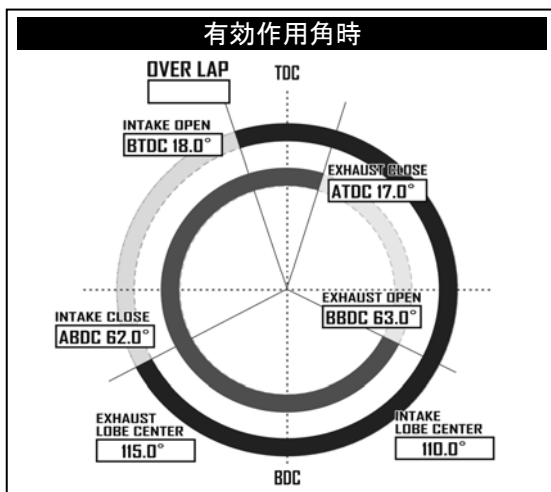 有効作用角時
OVER LAP
TDC
INTAKE OPEN
BTDC 18.0°
EXHAUST CLOSE
ATDC 17.0°
INTAKE CLOSE
ABDC 62.0°
EXHAUST OPEN
BBDC 63.0°
EXHAUST
LOBE CENTER
115.0°
INTAKE
LOBE CENTER
110.0°
BDC